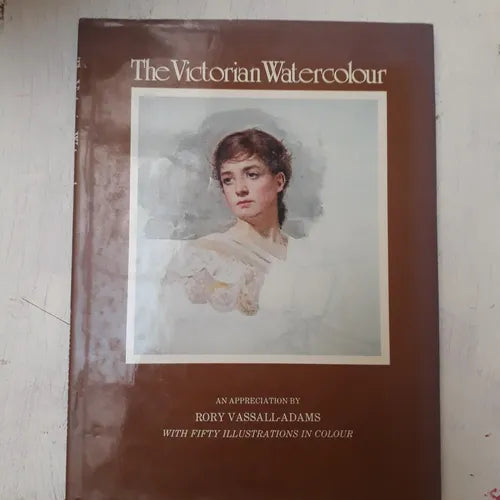 The Victorian Watercolour
AN APPRECIATION BY
RORY VASSALL-ADAMS
WITH FIFTY ILLUSTRATIONS IN COLOUR